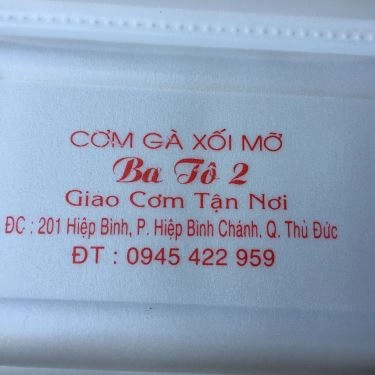 CƠM GÀ XỐI MỠ
Ba Tô 2
Giao Cơm Tận Nơi
ĐC : 201 Hiệp Bình, P. Hiệp Bình Chánh. Q. Thủ Đức
ĐT : 0945 422 959